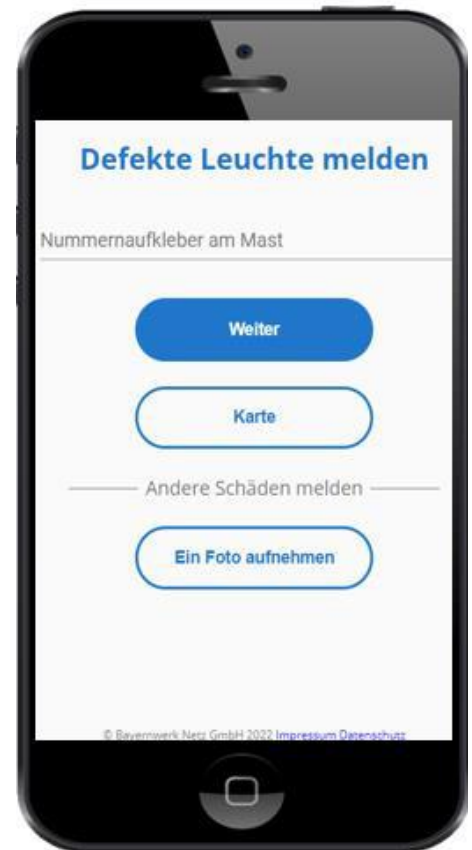 Defekte Leuchte melden
Nummernaufkleber am Mast
Weiter
Karte
Andere Schäden melden
Ein Foto aufnehmen
© Bayernwerk Netz GmbH 2022 Impressum Datenschutz